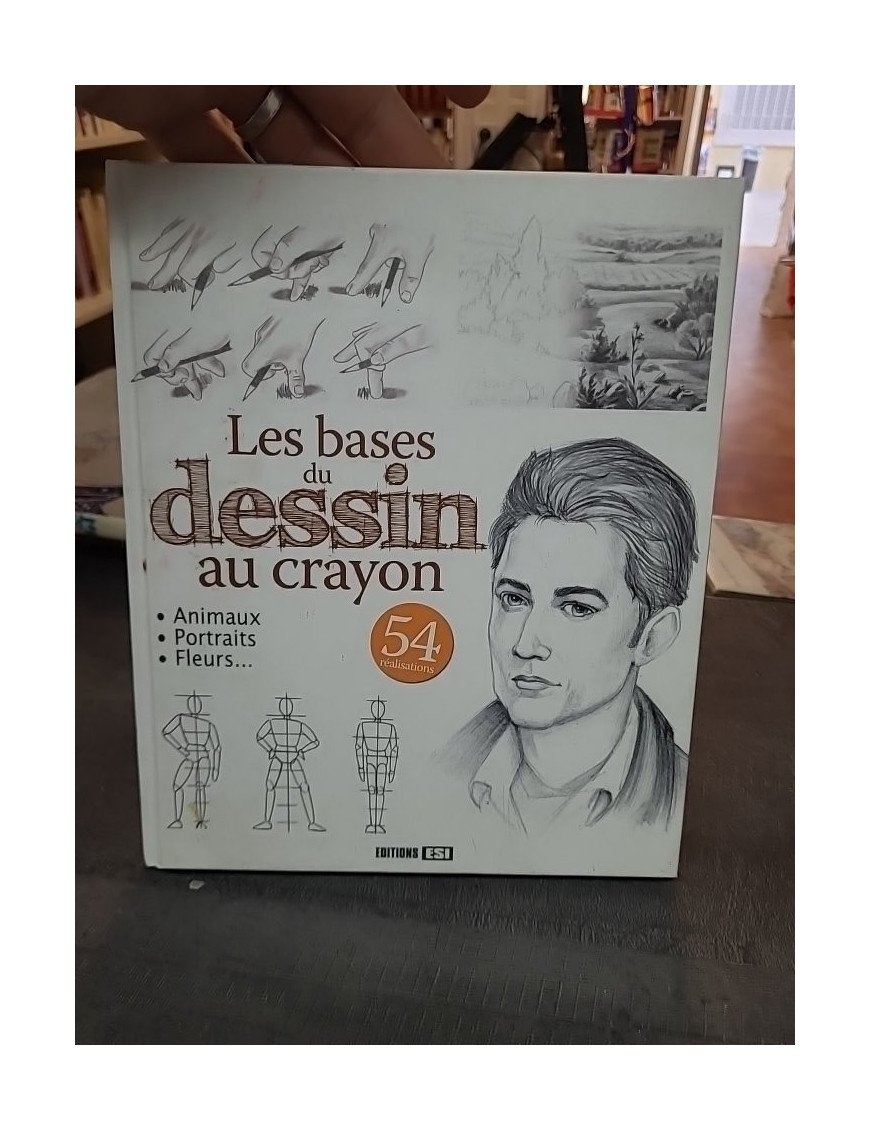 Les bases
du
dessin
au crayon
• Animaux
• Portraits
• Fleurs...
54
réalisations
EDITIONS ESI